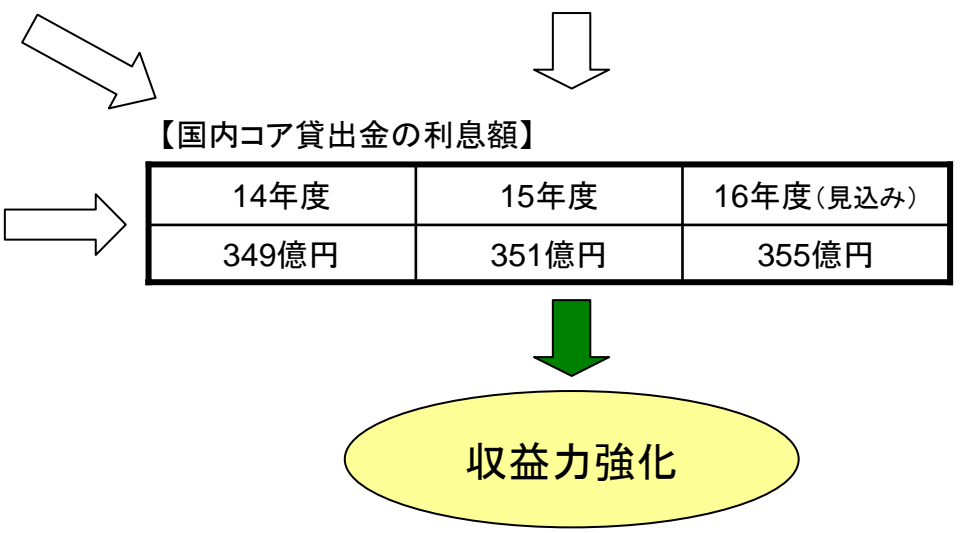 【国内コア貸出金の利息額】
14年度 15年度 16年度(見込み)
349億円 351億円 355億円
収益力強化